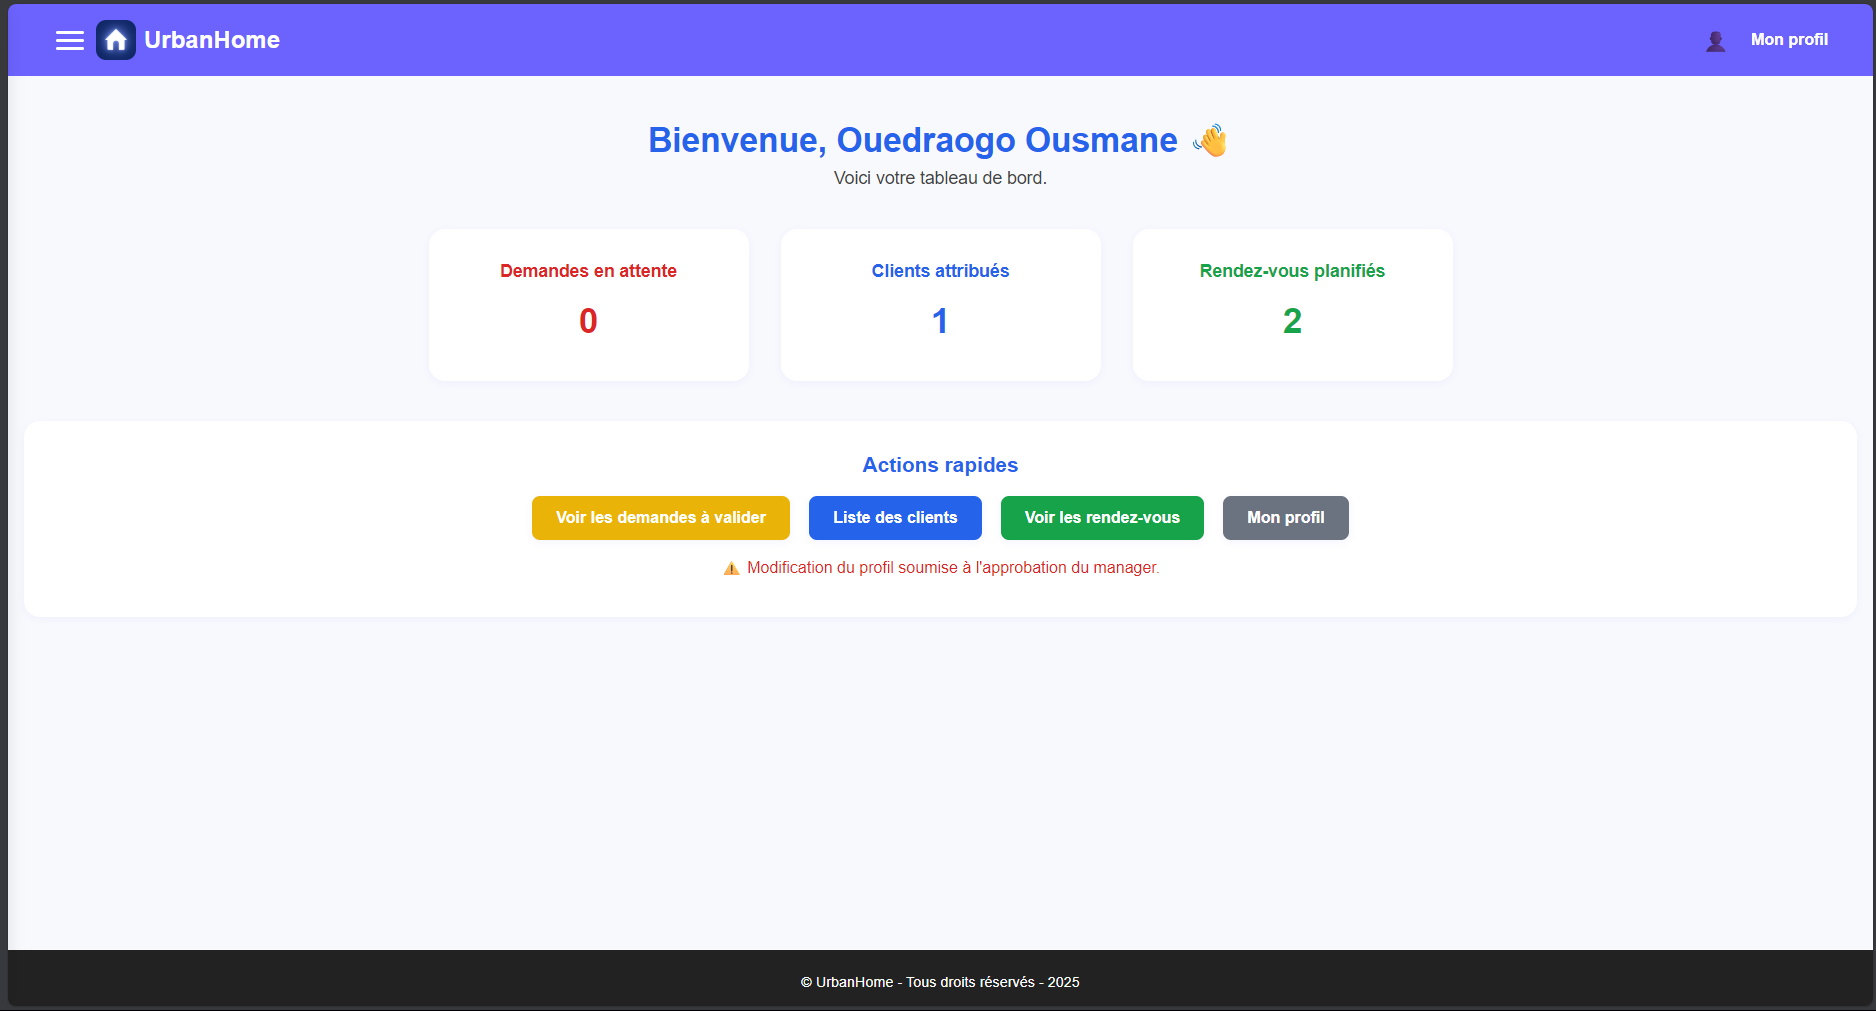 UrbanHome
Mon profil
Bienvenue, Ouedraogo Ousmane 👋
Voici votre tableau de bord.
Demandes en attente
0
Clients attribués
1
Rendez-vous planifiés
2
Actions rapides
Voir les demandes à valider
Liste des clients
Voir les rendez-vous
Mon profil
⚠️ Modification du profil soumise à l'approbation du manager.
© UrbanHome - Tous droits réservés - 2025